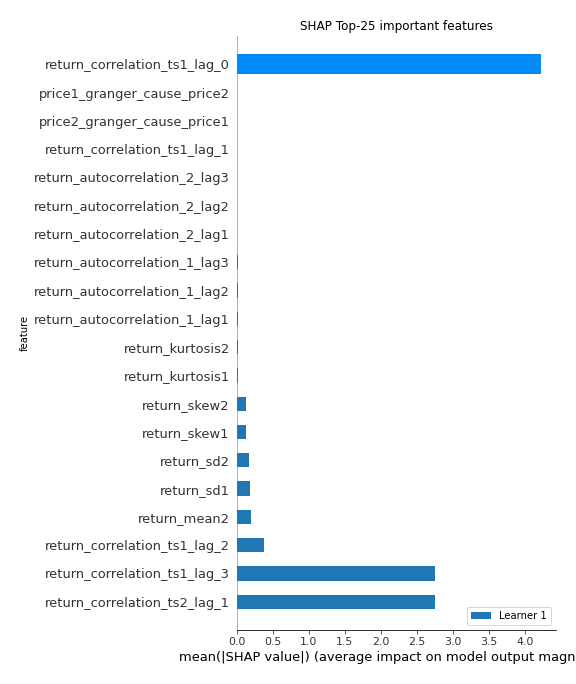 SHAP Top-25 important features
return_correlation_ts1_lag_0
price1_granger_cause_price2
price2_granger_cause_price1
return_correlation_ts1_lag_1
return_autocorrelation_2_lag3
return_autocorrelation_2_lag2
return_autocorrelation_2_lag1
return_autocorrelation_1_lag3
return_autocorrelation_1_lag2
return_autocorrelation_1_lag1
return_kurtosis2
return_kurtosis1
return_skew2
return_skew1
return_sd2
return_sd1
return_mean2
return_correlation_ts1_lag_2
return_correlation_ts1_lag_3
return_correlation_ts2_lag_1
feature
Learner 1
0.0 0.5 1.0 1.5 2.0 2.5 3.0 3.5 4.0
mean(|SHAP value|) (average impact on model output magn